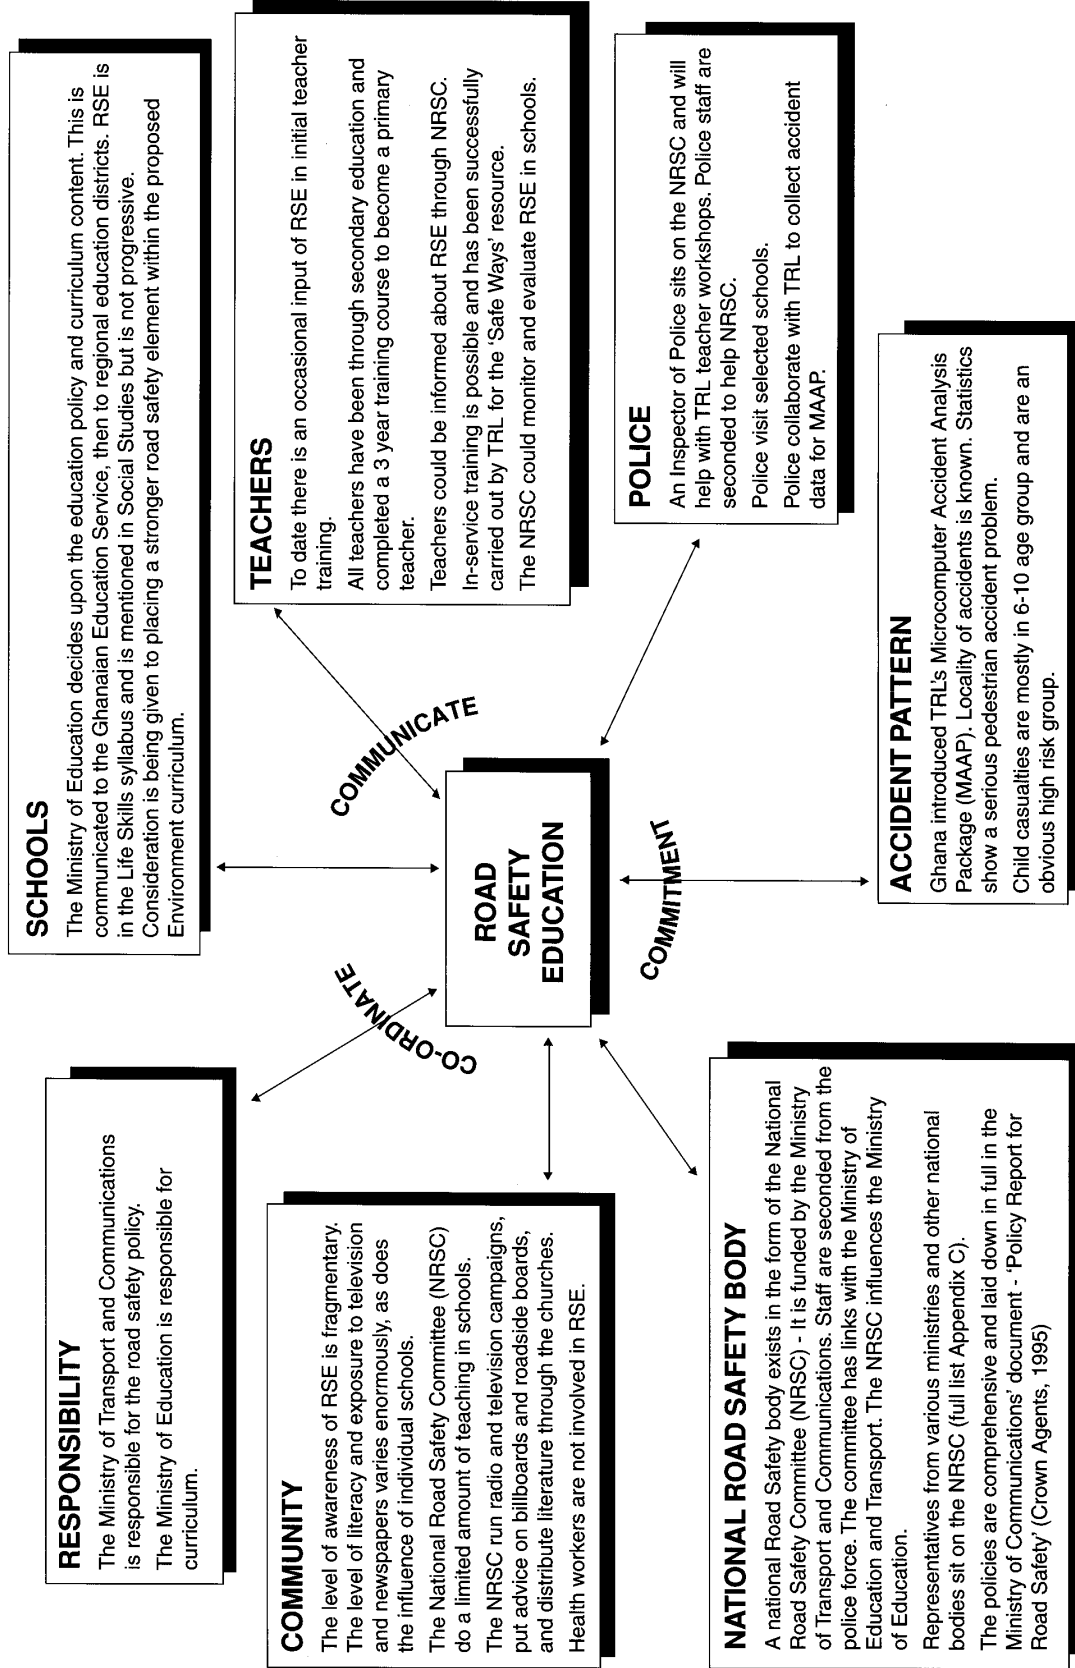 RESPONSIBILITY
The Ministry of Transport and Communications
is responsible for the road safety policy.
The Ministry of Education is responsible for
curriculum.
SCHOOLS
The Ministry of Education decides upon the education policy and curriculum content. This is
communicated to the Ghanaian Education Service, then to regional education districts. RSE is
in the Life Skills syllabus and is mentioned in Social Studies but is not progressive.
Consideration is being given to placing a stronger road safety element within the proposed
Environment curriculum.
COMMUNITY
The level of awareness of RSE is fragmentary.
The level of literacy and exposure to television
and newspapers varies enormously, as does
the influence of individual schools.
The National Road Safety Committee (NRSC)
do a limited amount of teaching in schools.
The NRSC run radio and television campaigns,
put advice on billboards and roadside boards,
and distribute literature through the churches.
Health workers are not involved in RSE.
CO-ORDINATE
COMMUNICATE
COMMITMENT
ROAD
SAFETY
EDUCATION
TEACHERS
To date there is an occasional input of RSE in initial teacher
training.
All teachers have been through secondary education and
completed a 3 year training course to become a primary
teacher.
Teachers could be informed about RSE through NRSC.
In-service training is possible and has been successfully
carried out by TRL for the 'Safe Ways' resource.
The NRSC could monitor and evaluate RSE in schools.
NATIONAL ROAD SAFETY BODY
A national Road Safety body exists in the form of the National
Road Safety Committee (NRSC) - It is funded by the Ministry
of Transport and Communications. Staff are seconded from the
police force. The committee has links with the Ministry of
Education and Transport. The NRSC influences the Ministry
of Education.
Representatives from various ministries and other national
bodies sit on the NRSC (full list Appendix C).
The policies are comprehensive and laid down in full in the
Ministry of Communications' document - 'Policy Report for
Road Safety' (Crown Agents, 1995)
ACCIDENT PATTERN
Ghana introduced TRL's Microcomputer Accident Analysis
Package (MAAP). Locality of accidents is known. Statistics
show a serious pedestrian accident problem.
Child casualties are mostly in 6-10 age group and are an
obvious high risk group.
POLICE
An Inspector of Police sits on the NRSC and will
help with TRL teacher workshops. Police staff are
seconded to help NRSC.
Police visit selected schools.
Police collaborate with TRL to collect accident
data for MAAP.